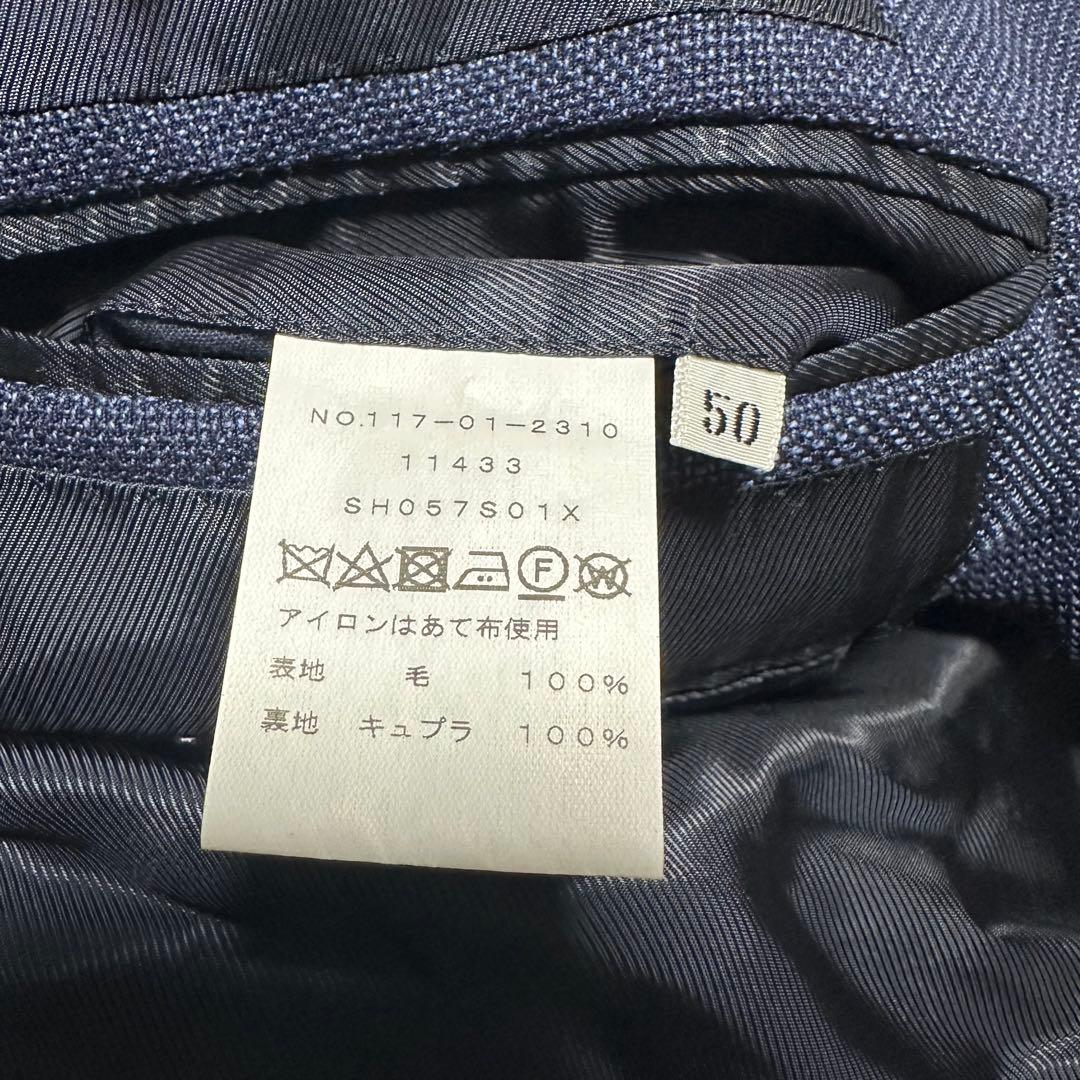 NO.117-01-2310
11433
SH057S01X
F W
アイロンはあて布使用
表地 毛 100%
裏地 キュプラ 100%
50